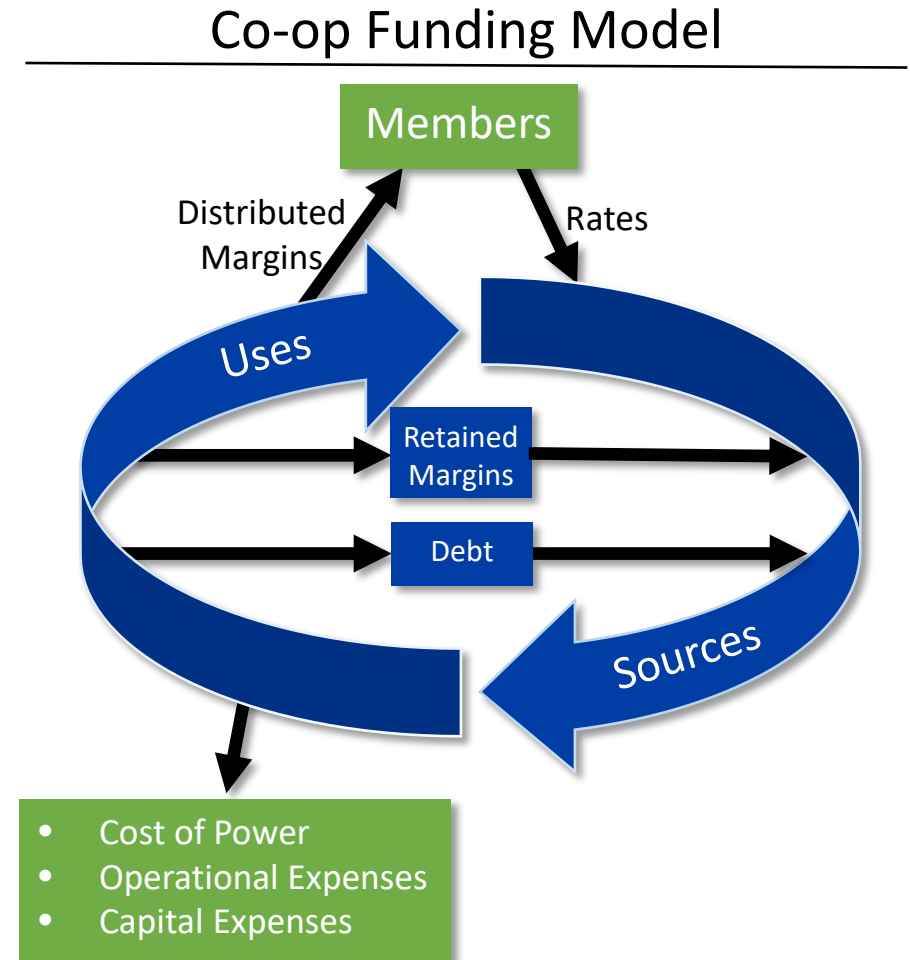 Co-op Funding Model
Members
Distributed
Margins
Rates
Uses
Retained
Margins
Debt
Sources
• Cost of Power
• Operational Expenses
• Capital Expenses